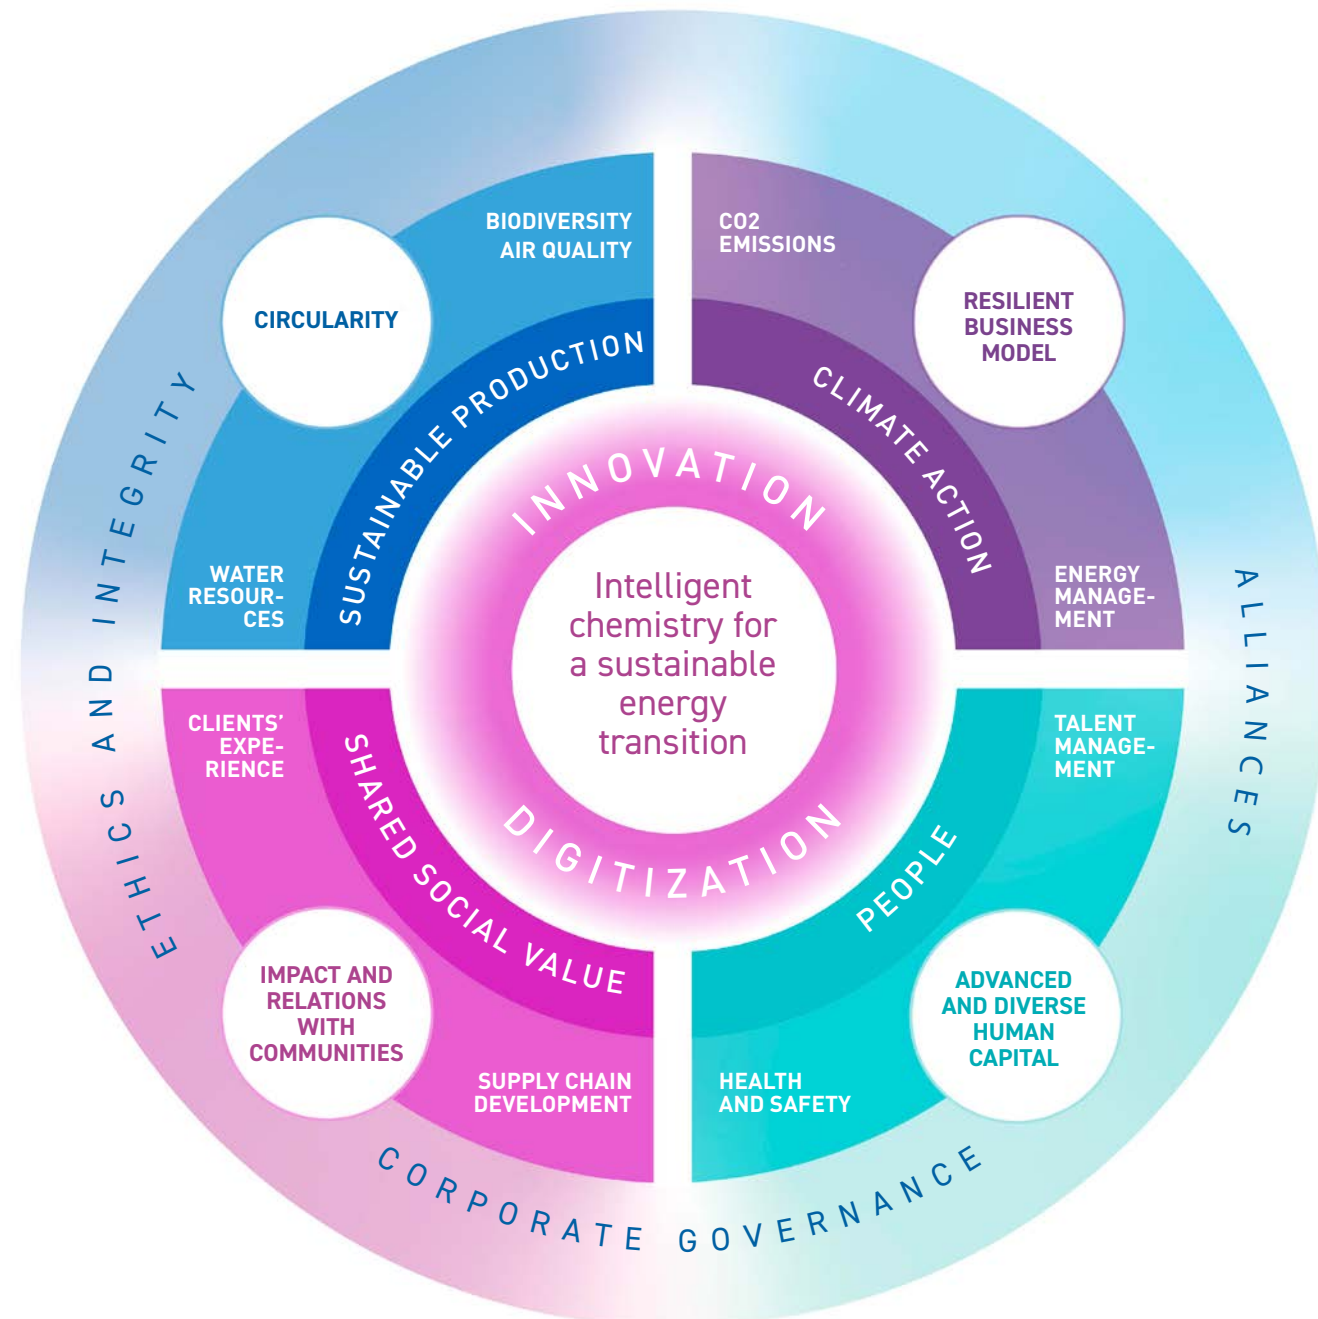 BIODIVERSITY
AIR QUALITY
CIRCULARITY
WATER
RESOUR-
CES
SUSTAINABLE PRODUCTION
CO2
EMISSIONS
RESILIENT
BUSINESS
MODEL
ENERGY
MANAGE-
MENT
CLIMATE ACTION
INNOVATION
Intelligent
chemistry for
a sustainable
energy
transition
DIGITIZATION
CLIENTS’
EXPE-
RIENCE
SHARED SOCIAL VALUE
IMPACT AND
RELATIONS
WITH
COMMUNITIES
SUPPLY CHAIN
DEVELOPMENT
TALENT
MANAGE-
MENT
PEOPLE
ADVANCED
AND DIVERSE
HUMAN
CAPITAL
HEALTH
AND SAFETY
ETHICS AND INTEGRITY
ALLIANCES
CORPORATE GOVERNANCE